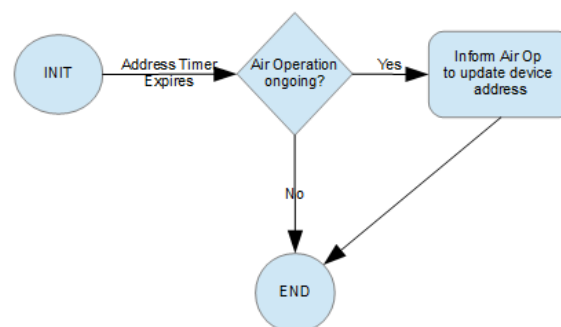 INIT
Address Timer
Expires
Air Operation
ongoing?
Yes
Inform Air Op
to update device
address
No
END